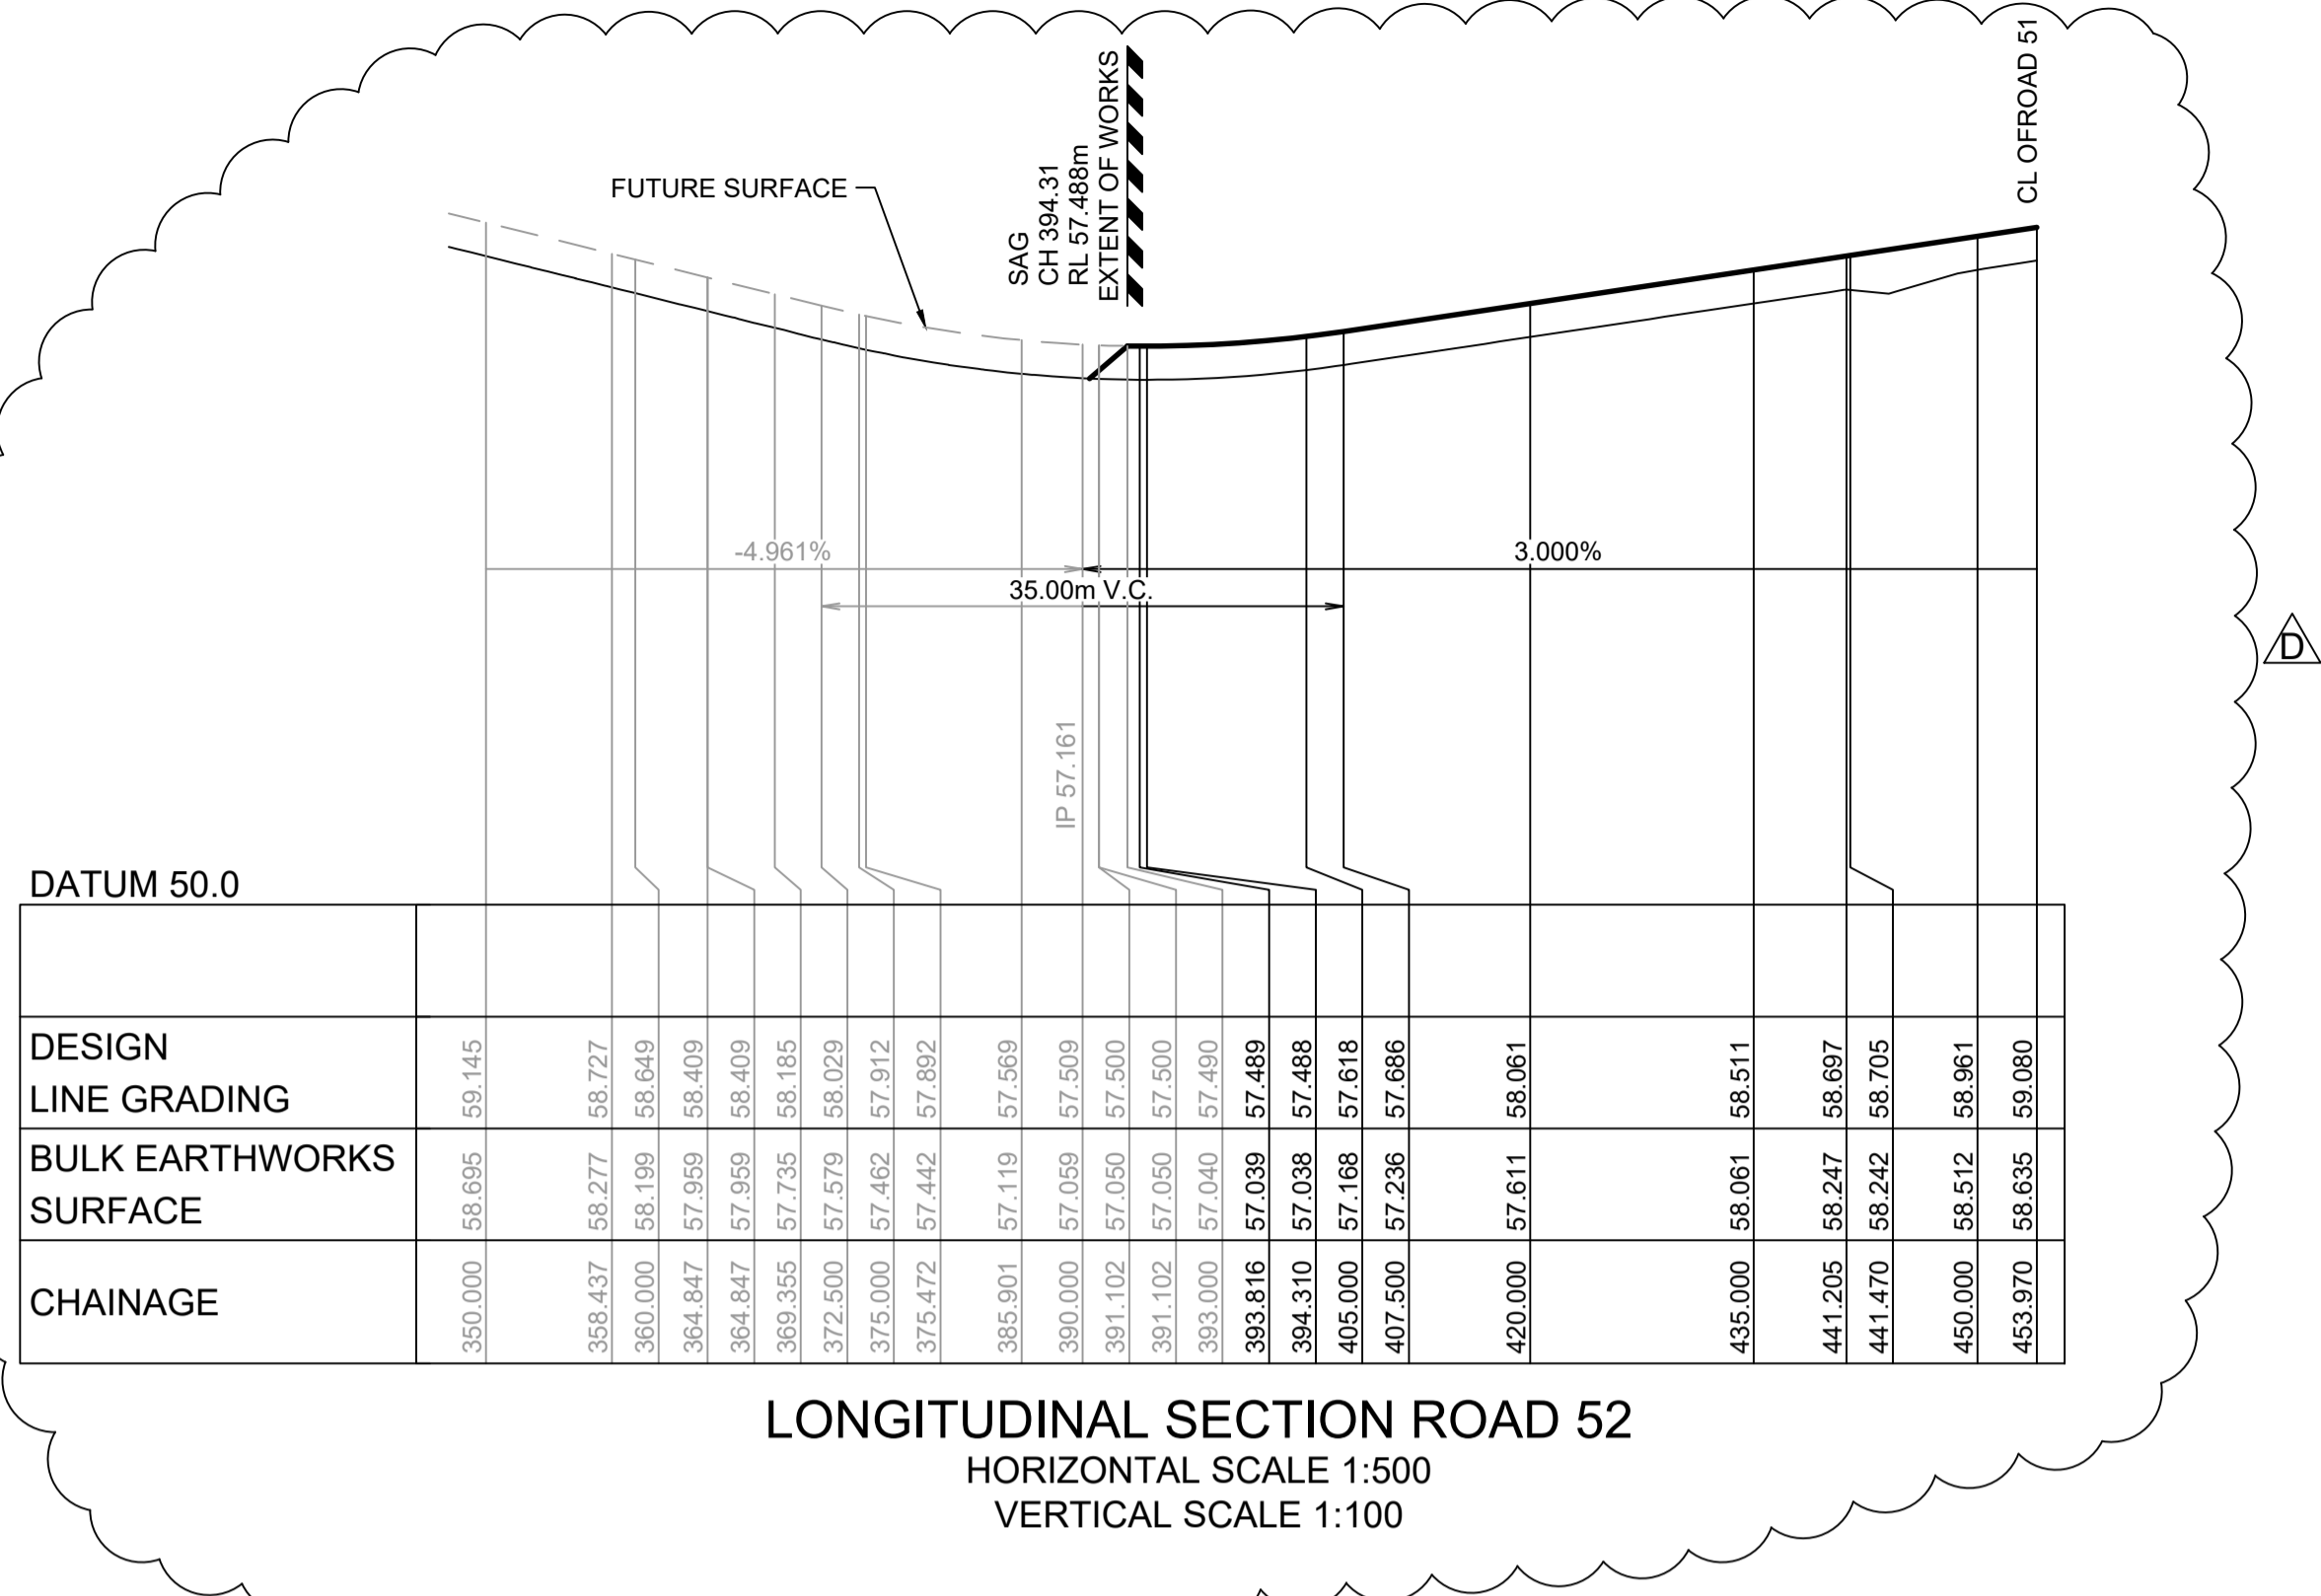 FUTURE SURFACE
SAG
CH 394.31
RL 57.488m
EXTENT OF WORKS
CL OFROAD 51
-4.961%
3.000%
35.00m V.C.
D
IP 57.161
DATUM 50.0
DESIGN
LINE GRADING
59.145 58.727 58.649 58.409 58.409 58.185 58.029 57.912 57.892 57.569 57.509 57.500 57.500 57.490 57.489 57.488 57.618 57.686 58.061 58.511 58.697 58.705 58.961 59.080
BULK EARTHWORKS
SURFACE
58.695 58.277 58.199 57.959 57.959 57.735 57.579 57.462 57.442 57.119 57.059 57.050 57.050 57.040 57.039 57.038 57.168 57.236 57.611 58.061 58.247 58.242 58.512 58.635
CHAINAGE
350.000 358.437 360.000 364.847 364.847 369.355 372.500 375.000 375.472 385.901 390.000 391.102 391.102 393.000 393.816 394.310 405.000 407.500 420.000 435.000 441.205 441.470 450.000 453.970
LONGITUDINAL SECTION ROAD 52
HORIZONTAL SCALE 1:500
VERTICAL SCALE 1:100